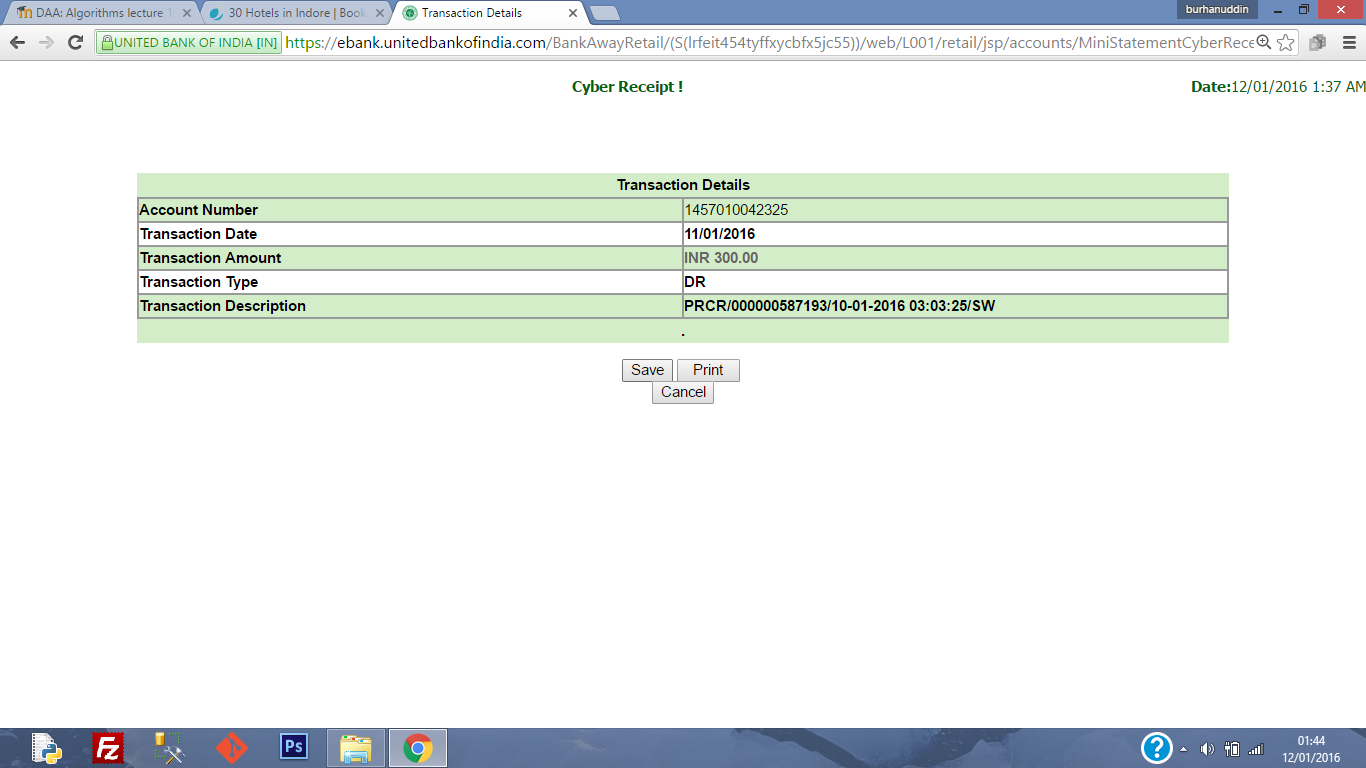 DAA: Algorithms lecture 1
30 Hotels in Indore | Book
Transaction Details
burhanuddin
UNITED BANK OF INDIA [IN]
https://ebank.unitedbankofindia.com/BankAwayRetail/(S(lrfeit454tyffxycbfx5jc55))/web/L001/retail/jsp/accounts/MiniStatementCyberRece
Cyber Receipt !
Date:12/01/2016 1:37 AM
Transaction Details
Account Number 1457010042325
Transaction Date 11/01/2016
Transaction Amount INR 300.00
Transaction Type DR
Transaction Description PRCR/000000587193/10-01-2016 03:03:25/SW
.
Save Print
Cancel
Fz
Ps
?
01:44
12/01/2016